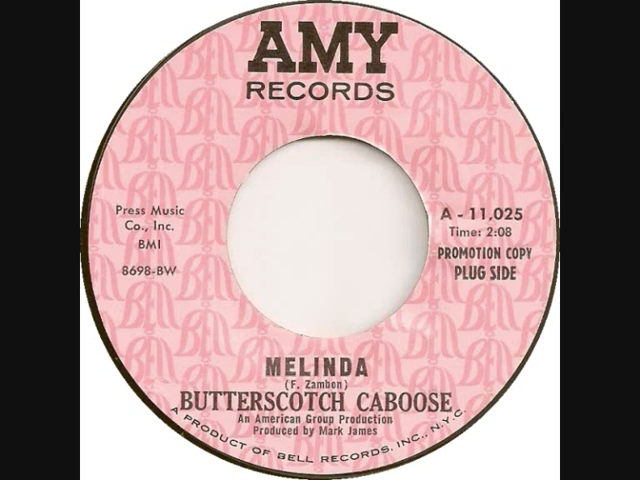 AMY
RECORDS
Press Music
Co., Inc.
BMI
8698-BW
A - 11,025
Time: 2:08
PROMOTION COPY
PLUG SIDE
MELINDA
(F. Zambon)
BUTTERSCOTCH CABOOSE
An American Group Production
Produced by Mark James
A PRODUCT OF BELL RECORDS, INC., N.Y.C.